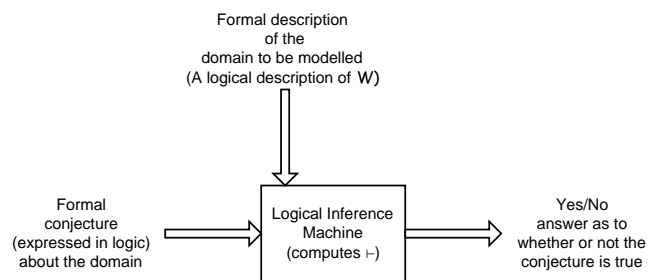 Formal description
of the
domain to be modelled
(A logical description of W)
Formal
conjecture
(expressed in logic)
about the domain
Logical Inference
Machine
(computes ⊢)
Yes/No
answer as to
whether or not the
conjecture is true